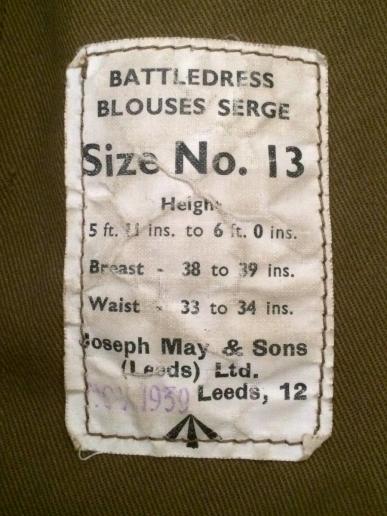 BATTLEDRESS
BLOUSES SERGE
Size No. 13
Height
5 ft. 11 ins. to 6 ft. 0 ins.
Breast - 38 to 39 ins.
Waist - 33 to 34 ins.
Joseph May & Sons
(Leeds) Ltd.
NOV 1939 Leeds, 12